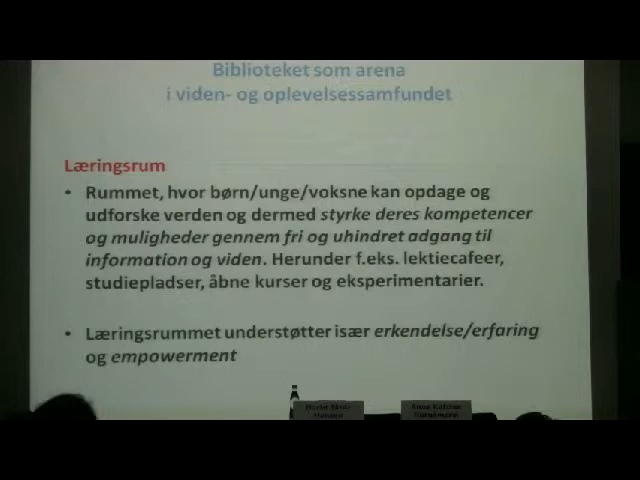 Biblioteket som arena
i viden- og oplevelsessamfundet
Læringsrum
• Rummet, hvor børn/unge/voksne kan opdage og
udforske verden og dermed styrke deres kompetencer
og muligheder gennem fri og uhindret adgang til
information og viden. Herunder f.eks. lektiecafeer,
studiepladser, åbne kurser og eksperimentarier.
• Læringsrummet understøtter især erkendelse/erfaring
og empowerment